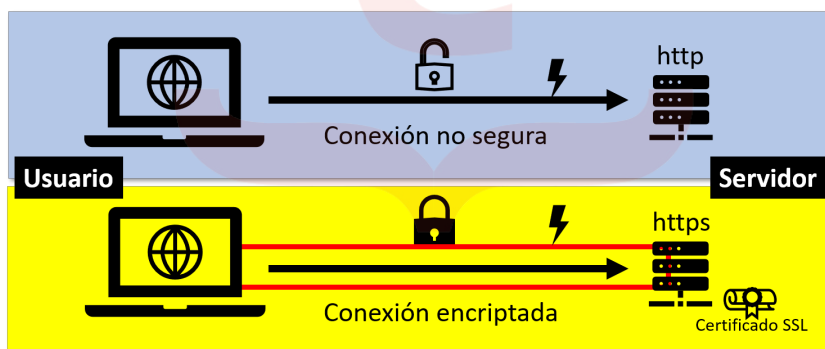 http
Conexión no segura
Usuario
Servidor
https
Conexión encriptada
Certificado SSL